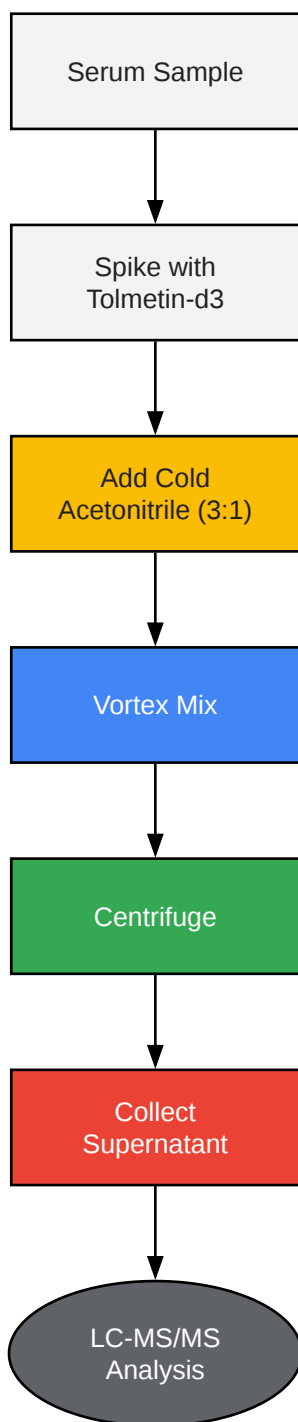 Serum Sample
Spike with
Tolmetin-d3
Add Cold
Acetonitrile (3:1)
Vortex Mix
Centrifuge
Collect
Supernatant
LC-MS/MS
Analysis